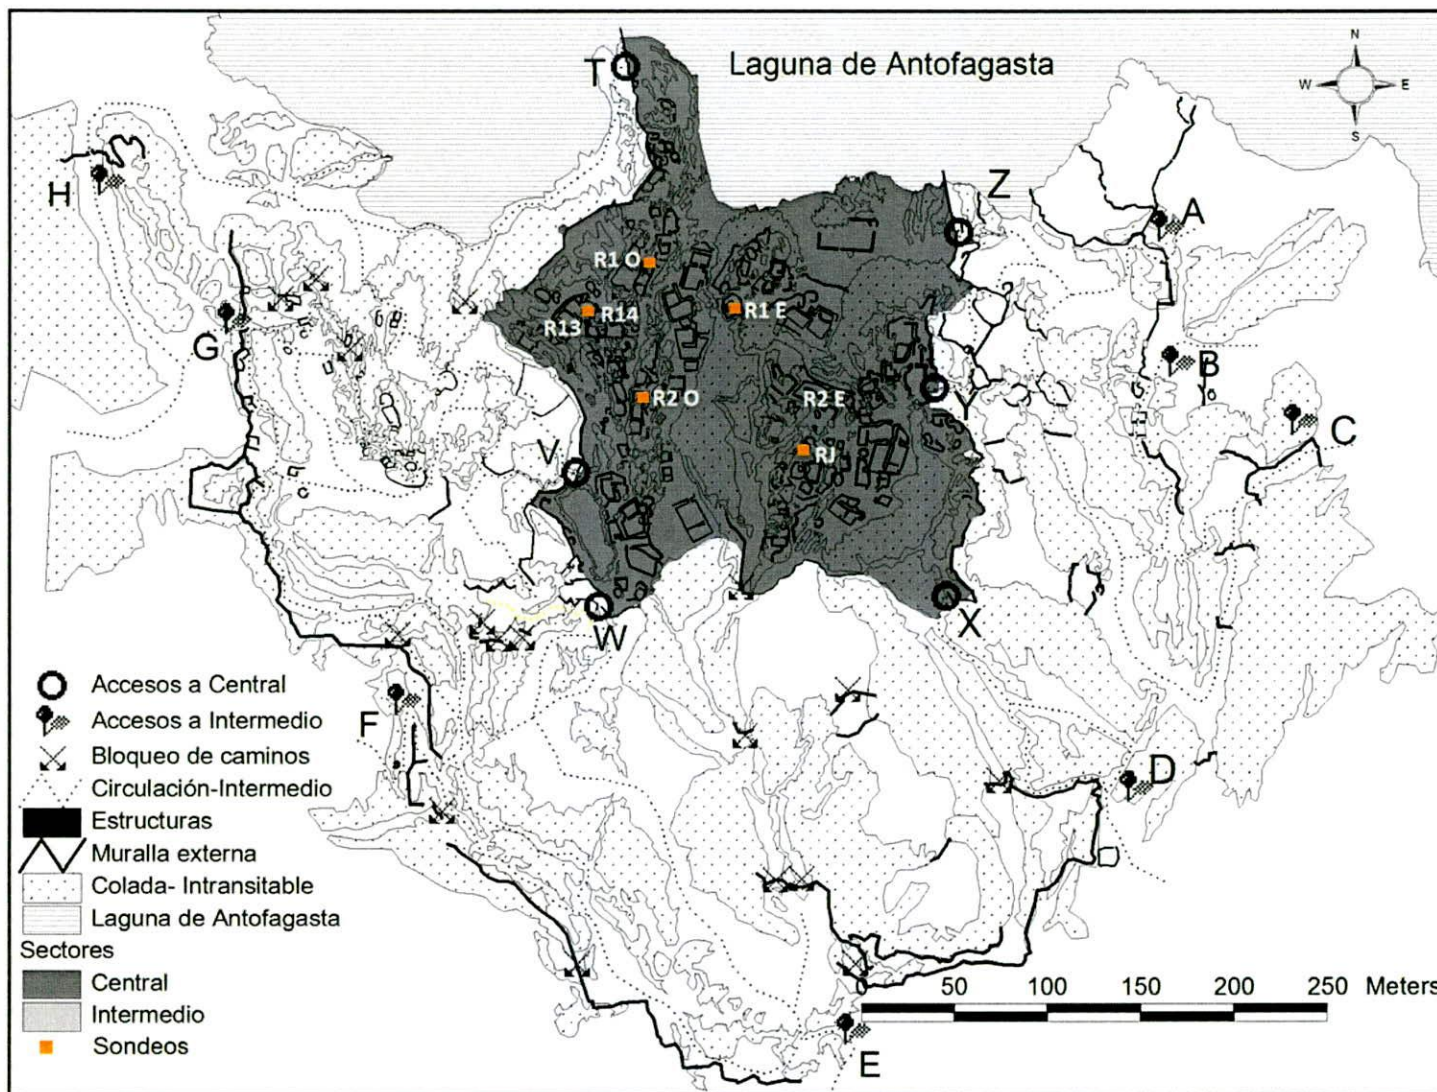 N
W E
S
Laguna de Antofagasta
T
Z
H
A
R1 O
R1 E
R13
R14
G
B
R2 O
R2 E
Y
C
V
RJ
W
X
Accesos a Central
Accesos a Intermedio
F
Bloqueo de caminos
D
Circulación-Intermedio
Estructuras
Muralla externa
Colada- Intransitable
Laguna de Antofagasta
Sectores
Central
Intermedio
Sondeos
0 50 100 150 200 250 Meters
E